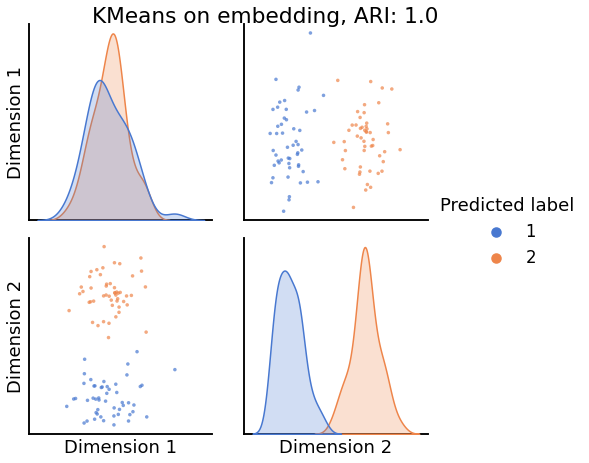 KMeans on embedding, ARI: 1.0
Dimension 1
Predicted label
1
2
Dimension 2
Dimension 1
Dimension 2